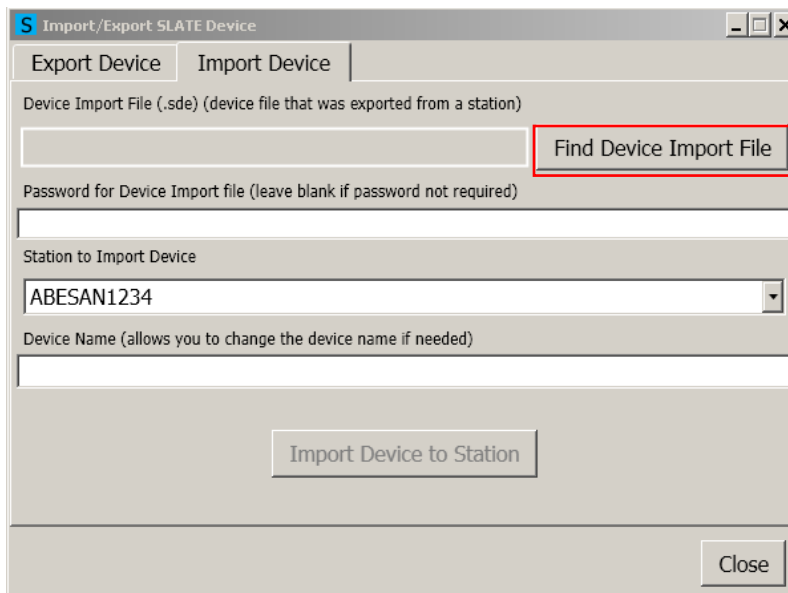 S Import/Export SLATE Device
Export Device Import Device
Device Import File (.sde) (device file that was exported from a station)
Find Device Import File
Password for Device Import file (leave blank if password not required)
Station to Import Device
ABESAN1234
Device Name (allows you to change the device name if needed)
Import Device to Station
Close